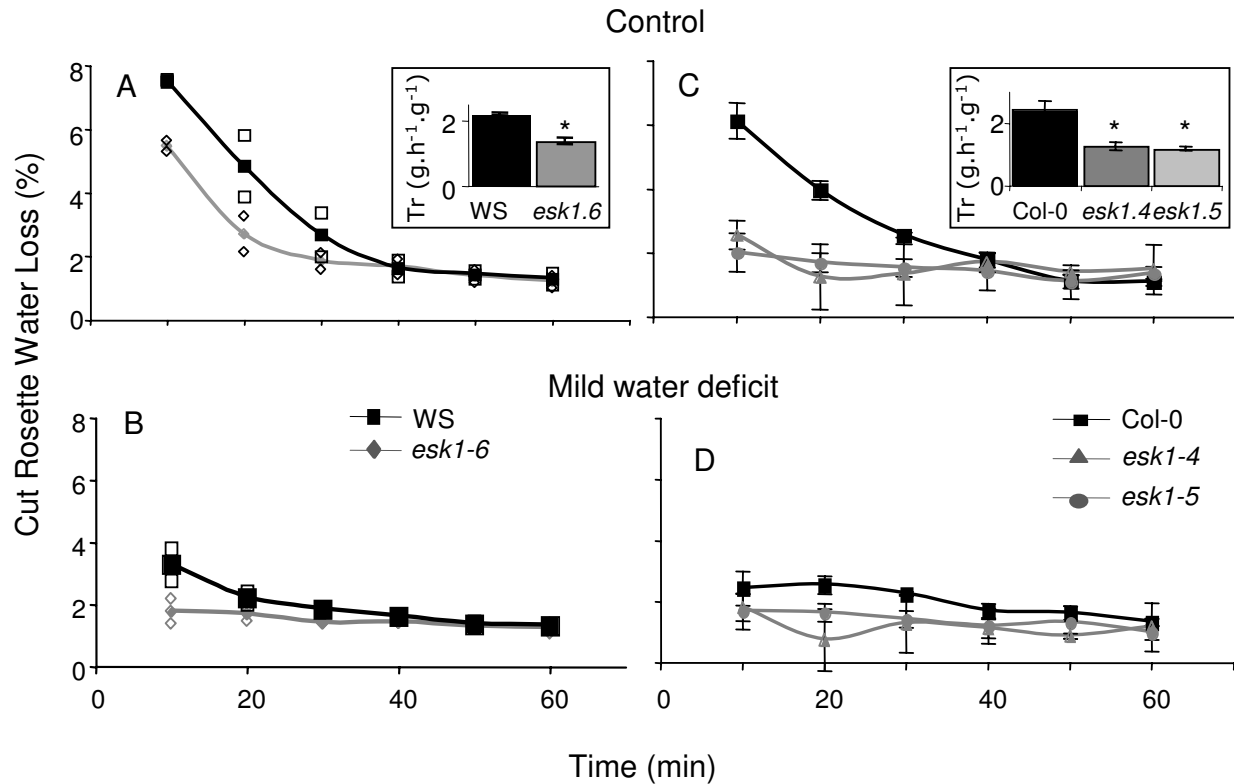 Control
Cut Rosette Water Loss (%)
A
8
6
4
2
0
Tr (g.h⁻¹.g⁻¹)
2
0
*
WS
esk1.6
C
Tr (g.h⁻¹.g⁻¹)
2
0
*
*
Col-0
esk1.4
esk1.5
Mild water deficit
B
8
6
4
2
0
WS
esk1-6
0
20
40
60
D
Col-0
esk1-4
esk1-5
0
20
40
60
Time (min)